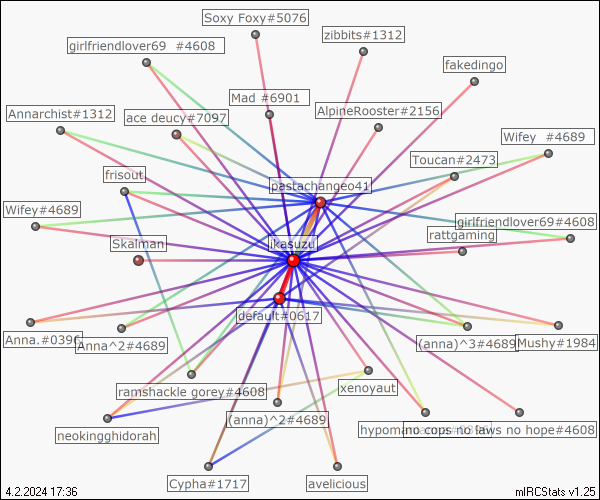 Soxy Foxy#5076
zibbits#1312
girlfriendlover69 #4608
fakedingo
Mad #6901
Annarchist#1312
ace deucy#7097
AlpineRooster#2156
Wifey #4689
Toucan#2473
frisout
pastachangeo41
Wifey#4689
girlfriendlover69#4608
rattgaming
Skalman
ikasuzu
default#0617
Anna.#0396
Anna^2#4689
(anna)^3#4689
Mushy#1984
ramshackle gorey#4608
xenoyaut
(anna)^2#4689
neokingghidorah
no cops no laws no hope#4608
Cypha#1717
avelicious
4.2.2024 17:36
mIRCStats v1.25